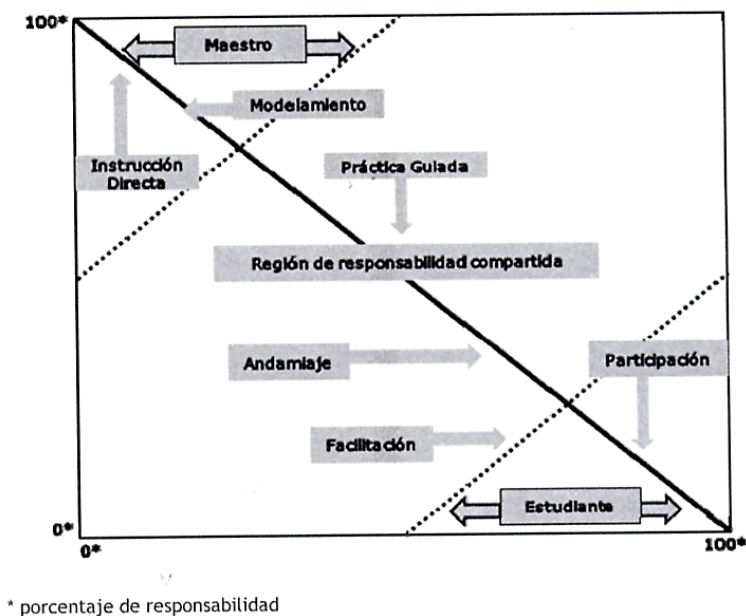 100*
Maestro
Modelamiento
Instrucción
Directa
Práctica Guiada
Región de responsabilidad compartida
Andamiaje
Participación
Facilitación
Estudiante
0*
0*
100*
* porcentaje de responsabilidad